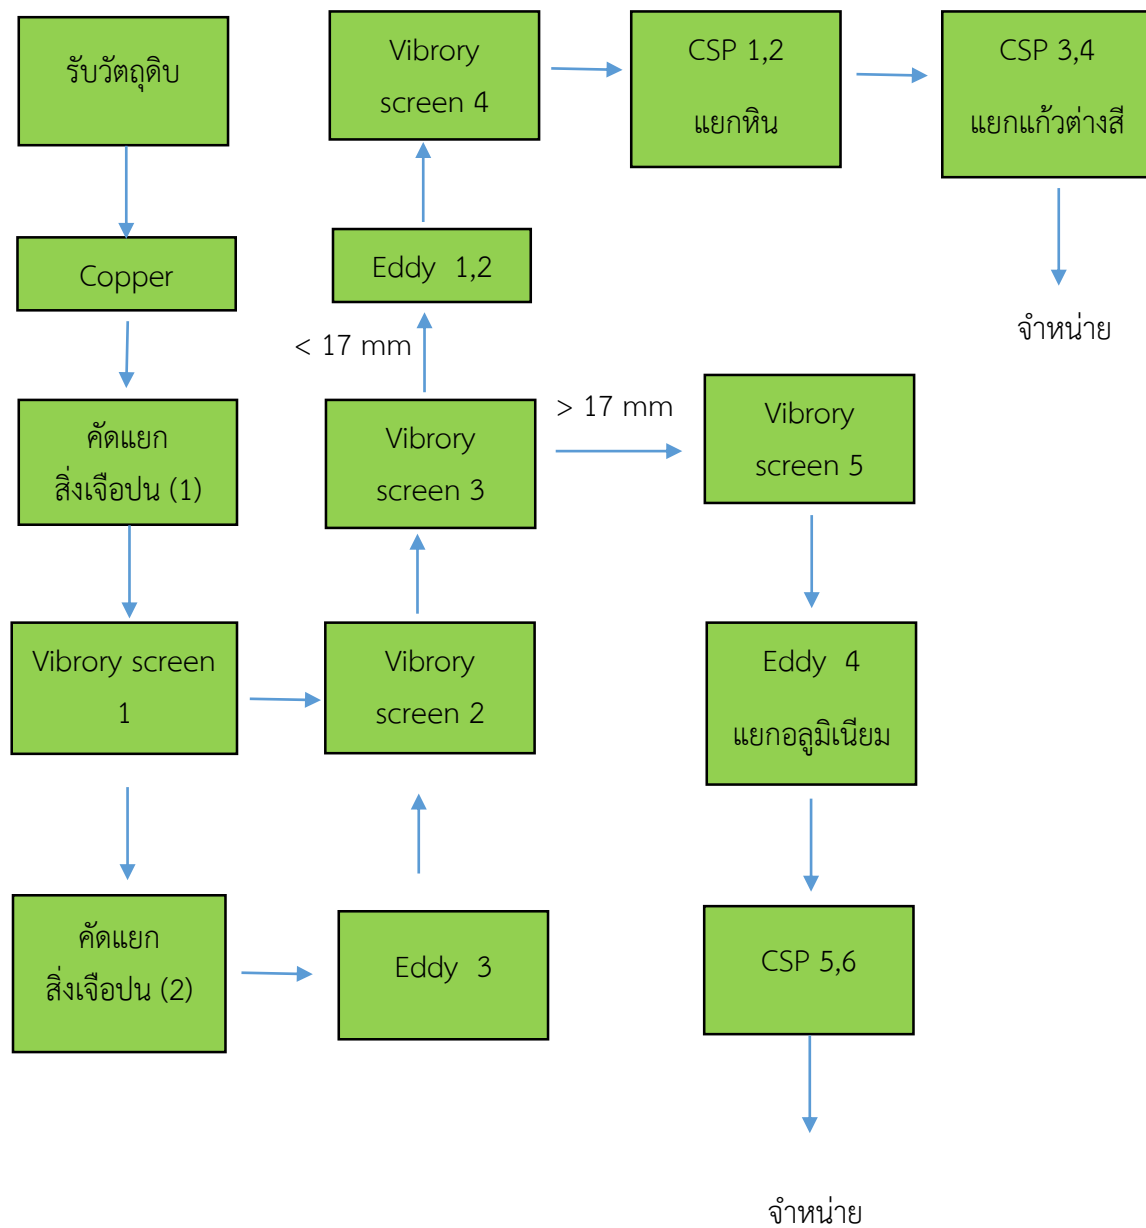 รับวัตถุดิบ
Copper
คัดแยก
สิ่งเจือปน (1)
Vibrory screen
1
คัดแยก
สิ่งเจือปน (2)
Eddy 3
Vibrory
screen 2
Vibrory
screen 3
< 17 mm
Eddy 1,2
Vibrory
screen 4
CSP 1,2
แยกหิน
CSP 3,4
แยกแก้วต่างสี
จำหน่าย
> 17 mm
Vibrory
screen 5
Eddy 4
แยกอลูมิเนียม
CSP 5,6
จำหน่าย